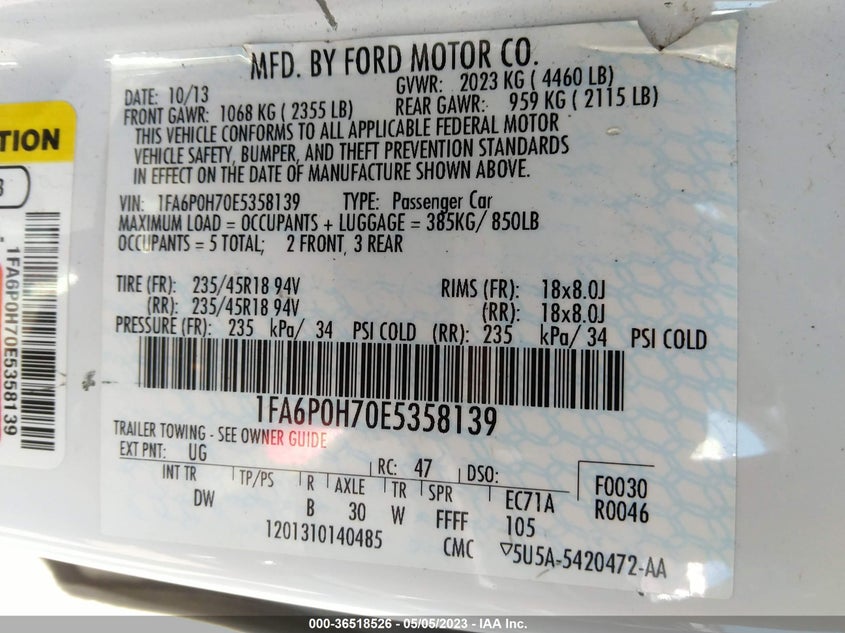 MFD. BY FORD MOTOR CO.
DATE: 10/13 GVWR: 2023 KG ( 4460 LB)
FRONT GAWR: 1068 KG ( 2355 LB) REAR GAWR: 959 KG ( 2115 LB)
THIS VEHICLE CONFORMS TO ALL APPLICABLE FEDERAL MOTOR
VEHICLE SAFETY, BUMPER, AND THEFT PREVENTION STANDARDS
IN EFFECT ON THE DATE OF MANUFACTURE SHOWN ABOVE.
VIN: 1FA6P0H70E5358139 TYPE: Passenger Car
MAXIMUM LOAD = OCCUPANTS + LUGGAGE = 385KG/ 850LB
OCCUPANTS = 5 TOTAL; 2 FRONT, 3 REAR
TIRE (FR): 235/45R18 94V RIMS (FR): 18x8.0J
(RR): 235/45R18 94V (RR): 18x8.0J
PRESSURE (FR): 235 kPa/ 34 PSI COLD (RR): 235 kPa/ 34 PSI COLD
1FA6P0H70E5358139
TRAILER TOWING - SEE OWNER GUIDE
EXT PNT: UG RC: 47 DSO: F0030
INT TR TP/PS R AXLE TR SPR EC71A R0046
DW B 30 W FFFF 105
1201310140485 CMC ▽5U5A-5420472-AA
TION
1FA6P0H70E5358139
000-36518526 - 05/05/2023 - IAA Inc.